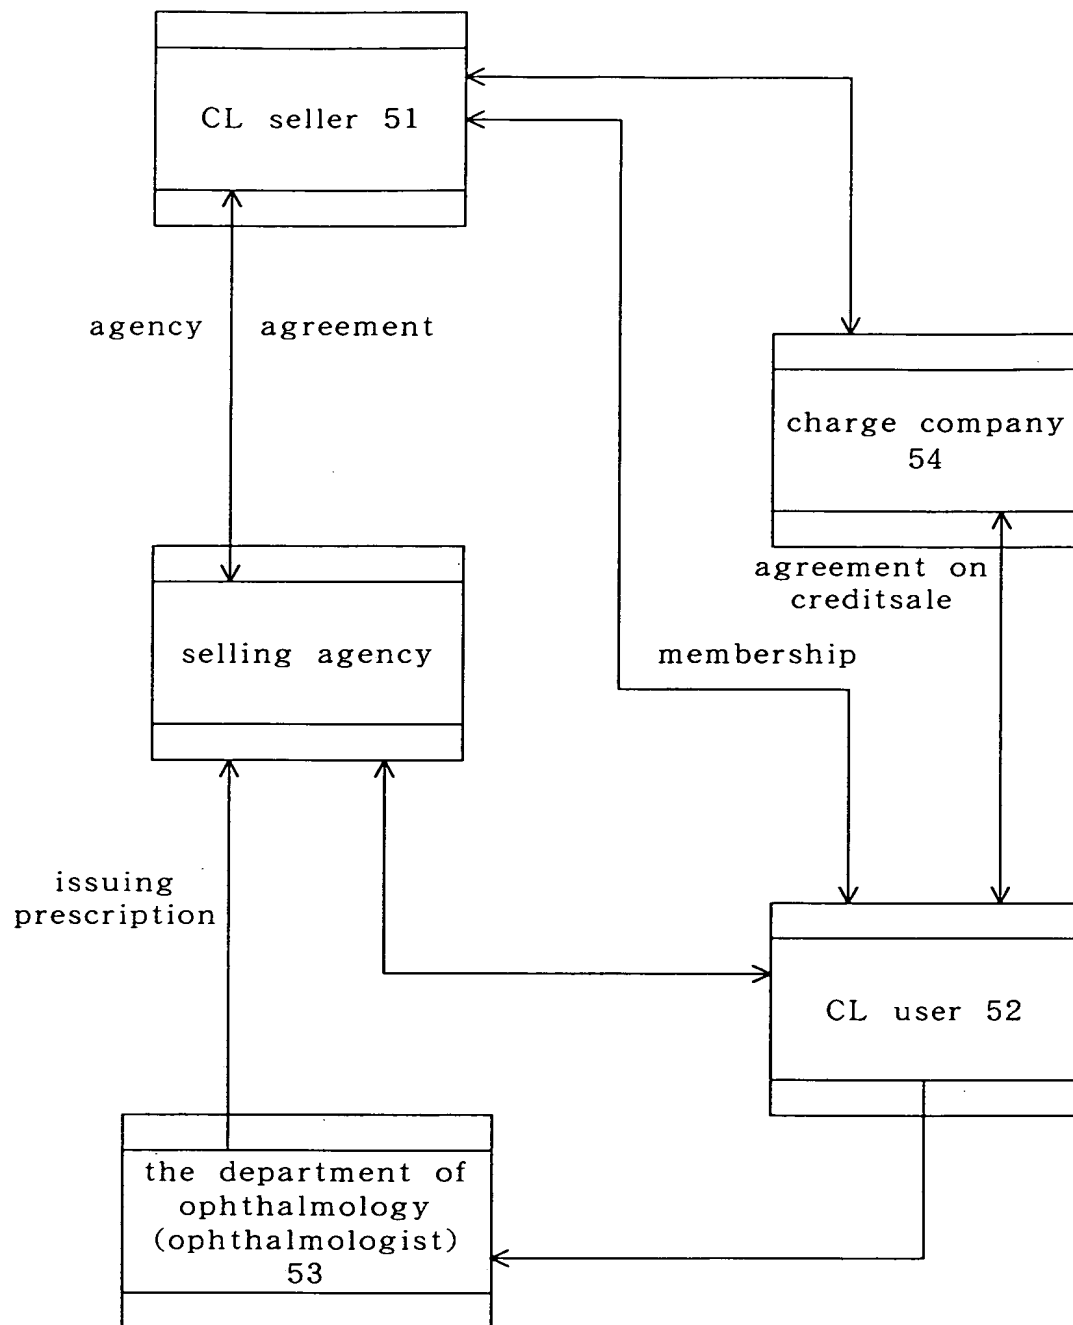 CL seller 51
agency agreement
charge company
54
agreement on
creditsale
selling agency
membership
issuing
prescription
CL user 52
the department of
ophthalmology
(ophthalmologist)
53